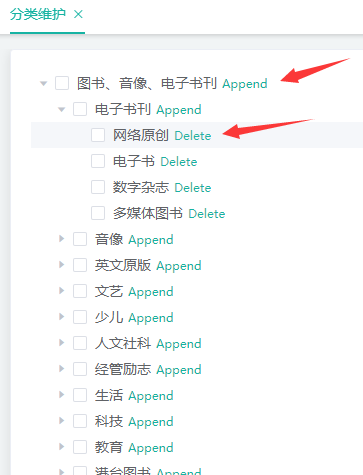 分类维护 ×
图书、音像、电子书刊 Append
电子书刊 Append
网络原创 Delete
电子书 Delete
数字杂志 Delete
多媒体图书 Delete
音像 Append
英文原版 Append
文艺 Append
少儿 Append
人文社科 Append
经管励志 Append
生活 Append
科技 Append
教育 Append
港台图书 Append